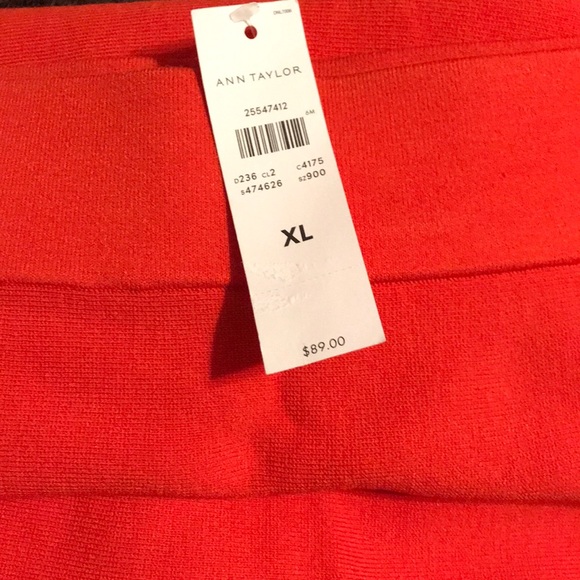 ANN TAYLOR
25547412
D236 CL2 C4175
S474626 SZ900
XL
$89.00